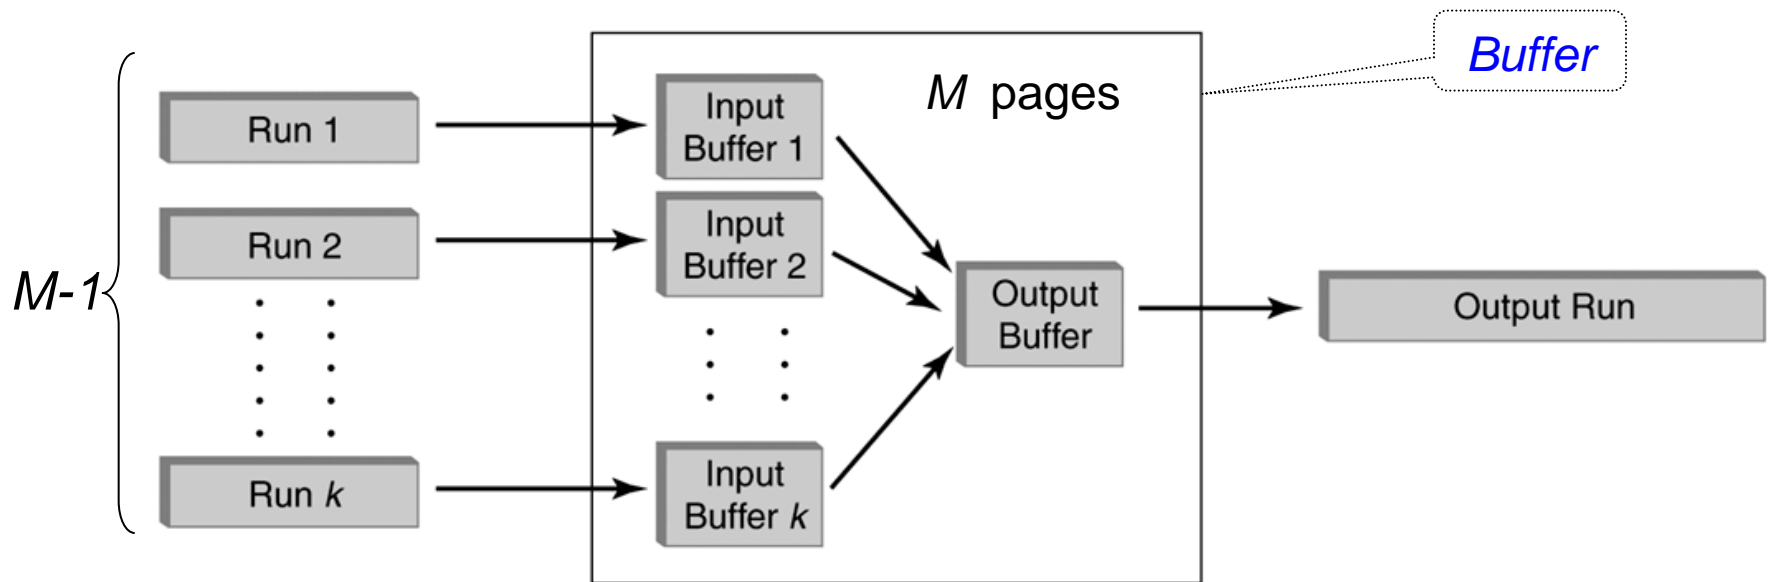 Buffer
M pages
M-1
Run 1
Input
Buffer 1
Run 2
Input
Buffer 2
Output
Buffer
Output Run
Run k
Input
Buffer k